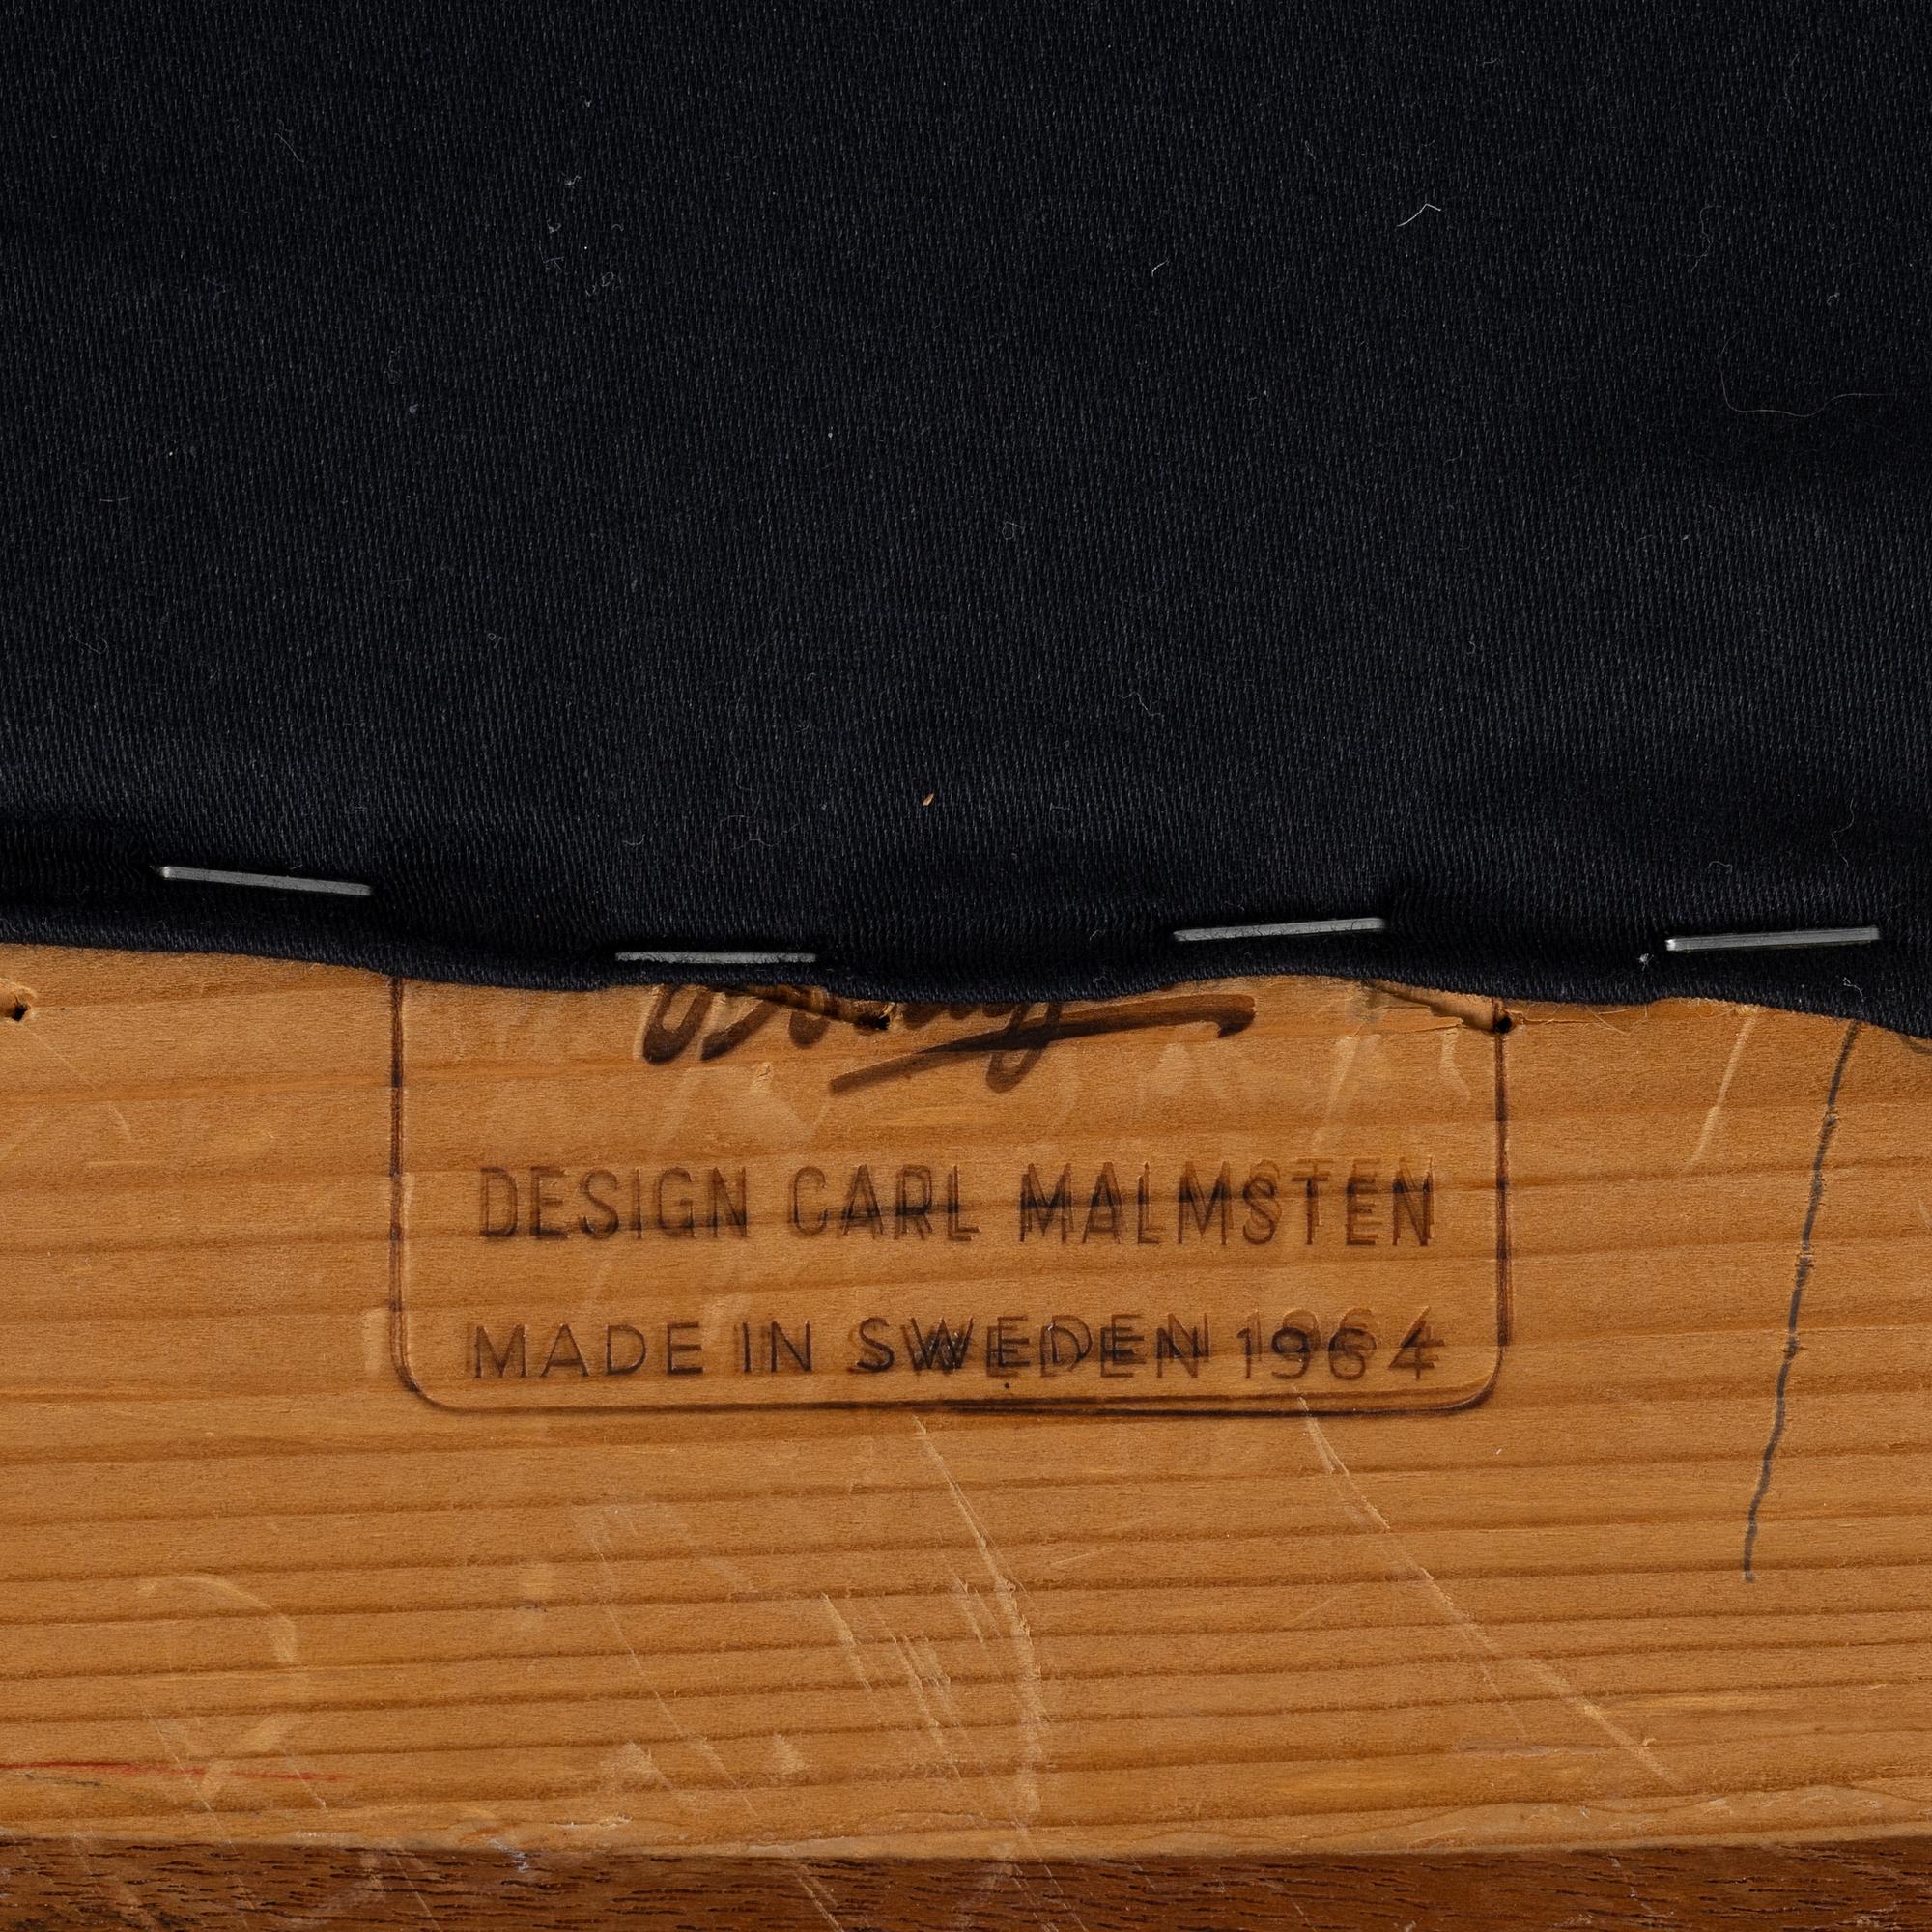 DESIGN CARL MALMSTEN
MADE IN SWEDEN 1964